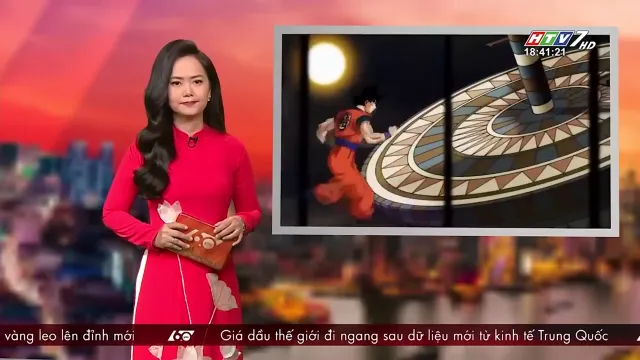 HTV7 HD
18:41:21
vàng leo lên đỉnh mới 60 Giá dầu thế giới đi ngang sau dữ liệu mới từ kinh tế Trung Quốc